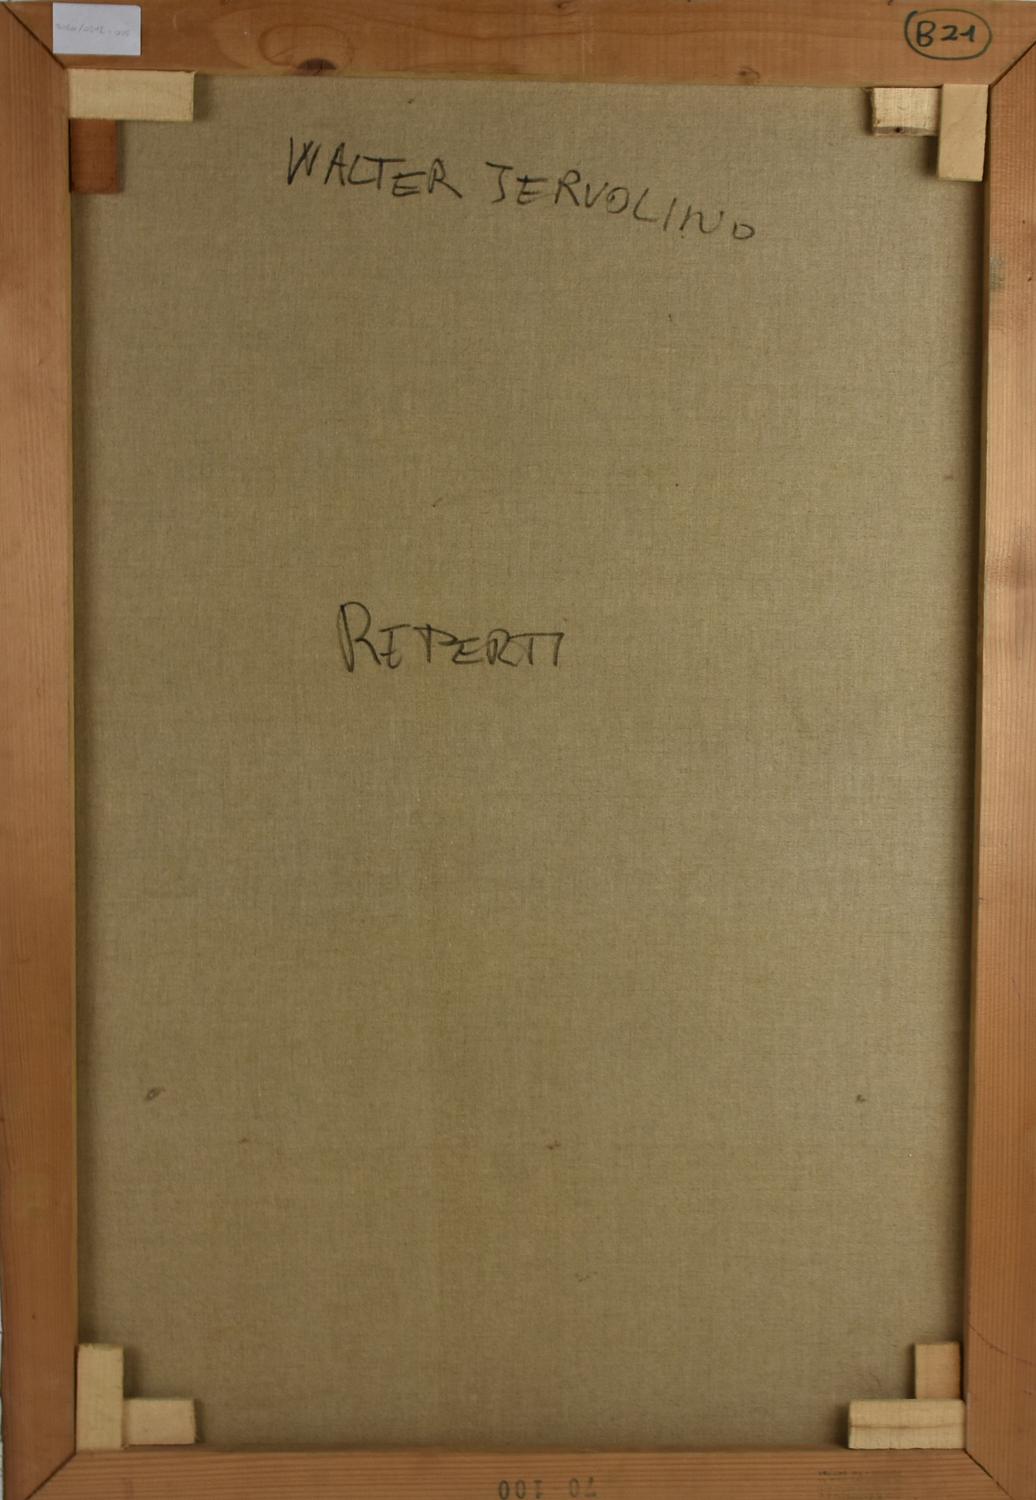 B21
WALTER JERVOLINO
REPERTI
70 100